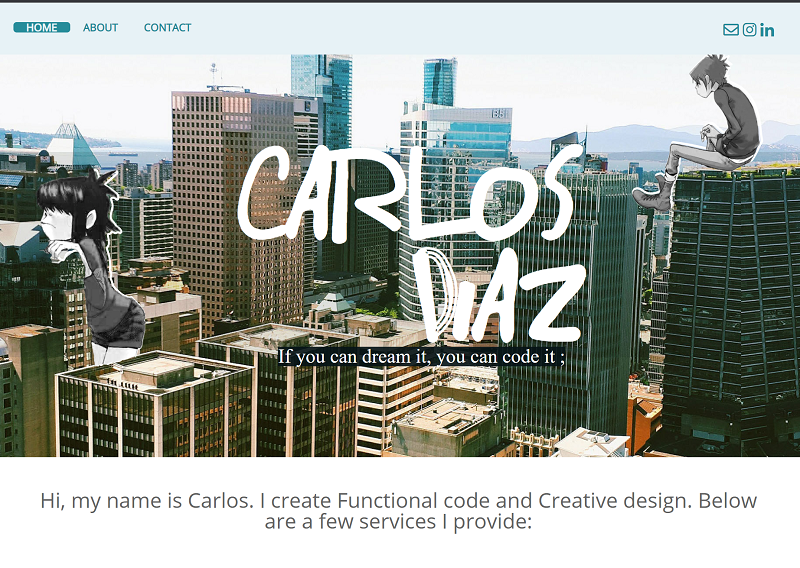 HOME ABOUT CONTACT
CARLOS
DiAZ
If you can dream it, you can code it ;
Hi, my name is Carlos. I create Functional code and Creative design. Below
are a few services I provide: